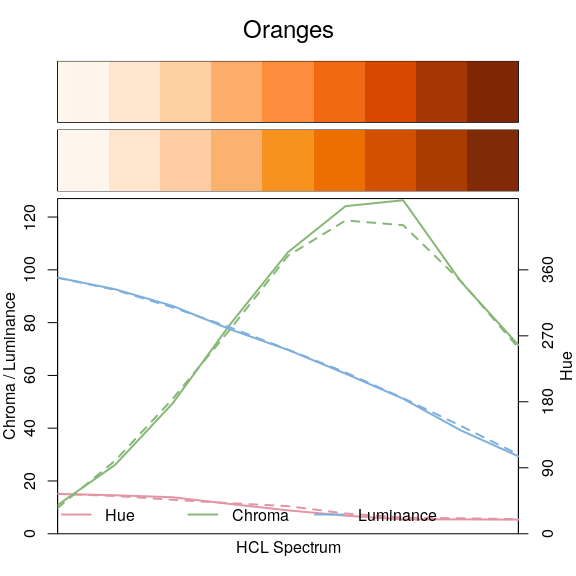 Oranges
120
100
80
60
40
20
0
Chroma / Luminance
360
270
180
90
0
Hue
Hue Chroma Luminance
HCL Spectrum